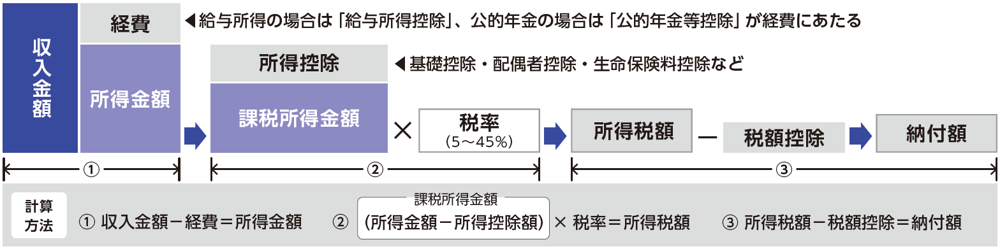 収入金額
経費
◀給与所得の場合は「給与所得控除」、公的年金の場合は「公的年金等控除」が経費にあたる
所得金額
所得控除
◀基礎控除・配偶者控除・生命保険料控除など
課税所得金額
×
税率
(5〜45%)
所得税額
−
税額控除
納付額
①
②
③
計算
方法
① 収入金額−経費＝所得金額
課税所得金額
② (所得金額−所得控除額) × 税率＝所得税額
③ 所得税額−税額控除＝納付額